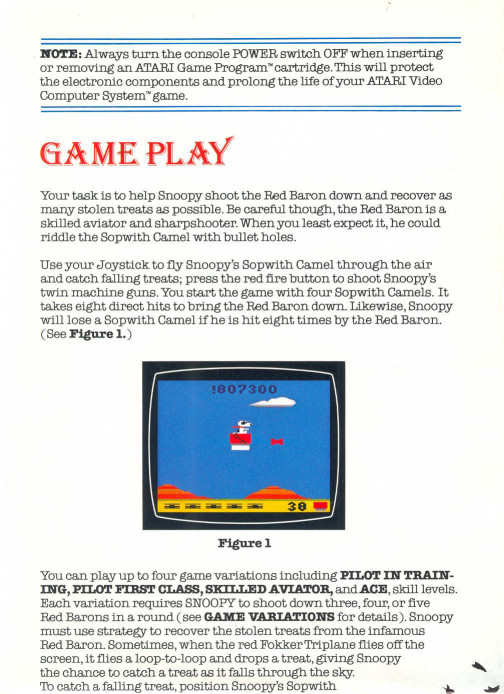 NOTE: Always turn the console POWER switch OFF when inserting
or removing an ATARI Game Program™ cartridge. This will protect
the electronic components and prolong the life of your ATARI Video
Computer System™ game.
GAME PLAY
Your task is to help Snoopy shoot the Red Baron down and recover as
many stolen treats as possible. Be careful though, the Red Baron is a
skilled aviator and sharpshooter. When you least expect it, he could
riddle the Sopwith Camel with bullet holes.
Use your Joystick to fly Snoopy's Sopwith Camel through the air
and catch falling treats; press the red fire button to shoot Snoopy's
twin machine guns. You start the game with four Sopwith Camels. It
takes eight direct hits to bring the Red Baron down. Likewise, Snoopy
will lose a Sopwith Camel if he is hit eight times by the Red Baron.
(See Figure 1.)
!807300
38
Figure 1
You can play up to four game variations including PILOT IN TRAIN-
ING, PILOT FIRST CLASS, SKILLED AVIATOR, and ACE, skill levels.
Each variation requires SNOOPY to shoot down three, four, or five
Red Barons in a round (see GAME VARIATIONS for details). Snoopy
must use strategy to recover the stolen treats from the infamous
Red Baron. Sometimes, when the red Fokker Triplane flies off the
screen, it flies a loop-to-loop and drops a treat, giving Snoopy
the chance to catch a treat as it falls through the sky.
To catch a falling treat, position Snoopy's Sopwith